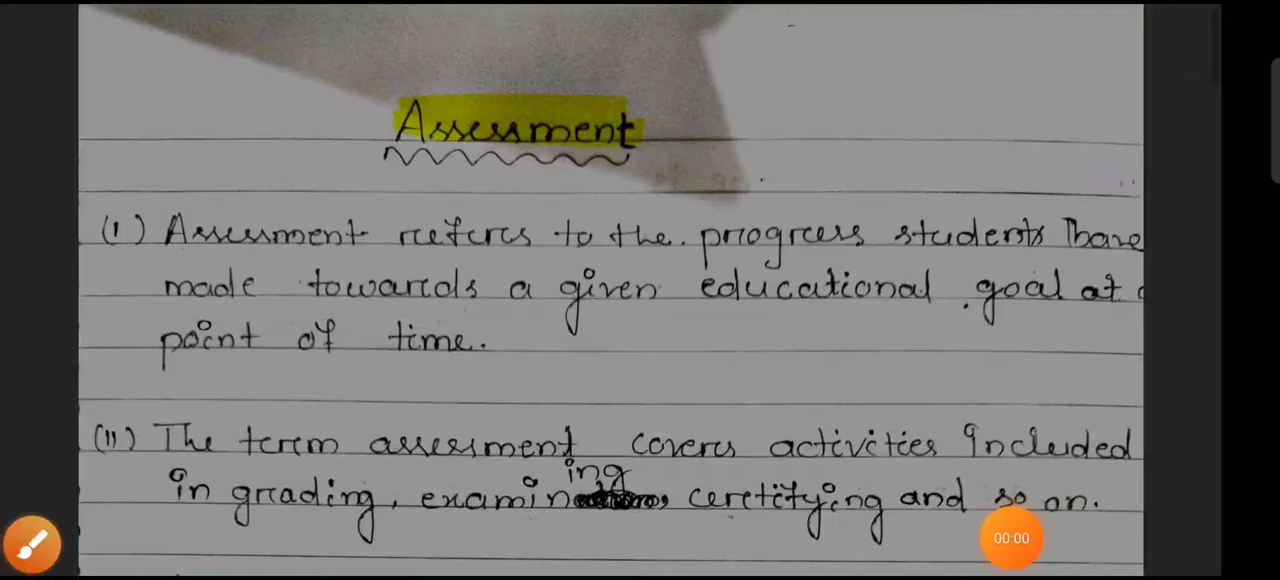 Assessment
(I) Assessment refers to the progress students have
made towards a given educational goal at a
point of time.
(II) The term assessment covers activities included
in grading, examining, certifying and so on.
00:00